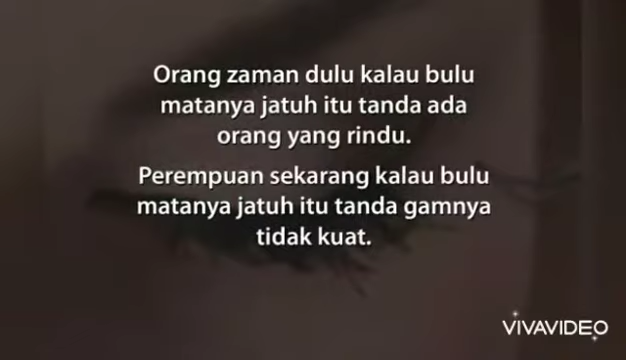 Orang zaman dulu kalau bulu
matanya jatuh itu tanda ada
orang yang rindu.
Perempuan sekarang kalau bulu
matanya jatuh itu tanda gamnya
tidak kuat.
VIVAVIDEO